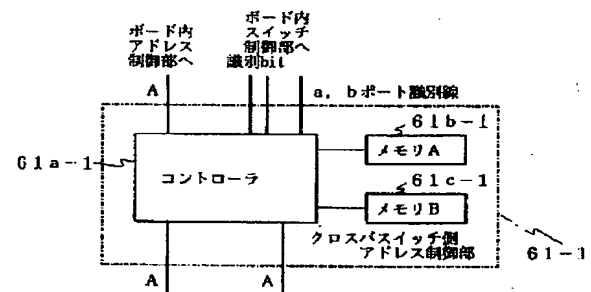 ボード内
アドレス
制御部へ
ボード内
スイッチ
制御部へ
識別bit
A
a, bポート識別線
61a-1
コントローラ
61b-1
メモリA
61c-1
メモリB
クロスバスイッチ側
アドレス制御部
61-1
A
A